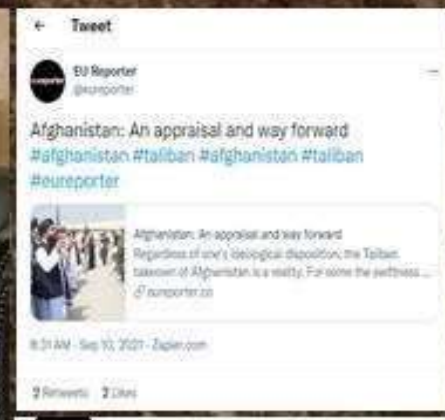 ← Tweet
EU Reporter
@eureporter
Afghanistan: An appraisal and way forward
#afghanistan #taliban #afghanistan #taliban
#eureporter
Afghanistan: An appraisal and way forward
Regardless of one's ideological disposition, the Taliban
takeover of Afghanistan is a reality. For some the swiftness ...
eureporter.co
8:31 AM · Sep 10, 2021 · Zapier.com
2 Retweets 2 Likes